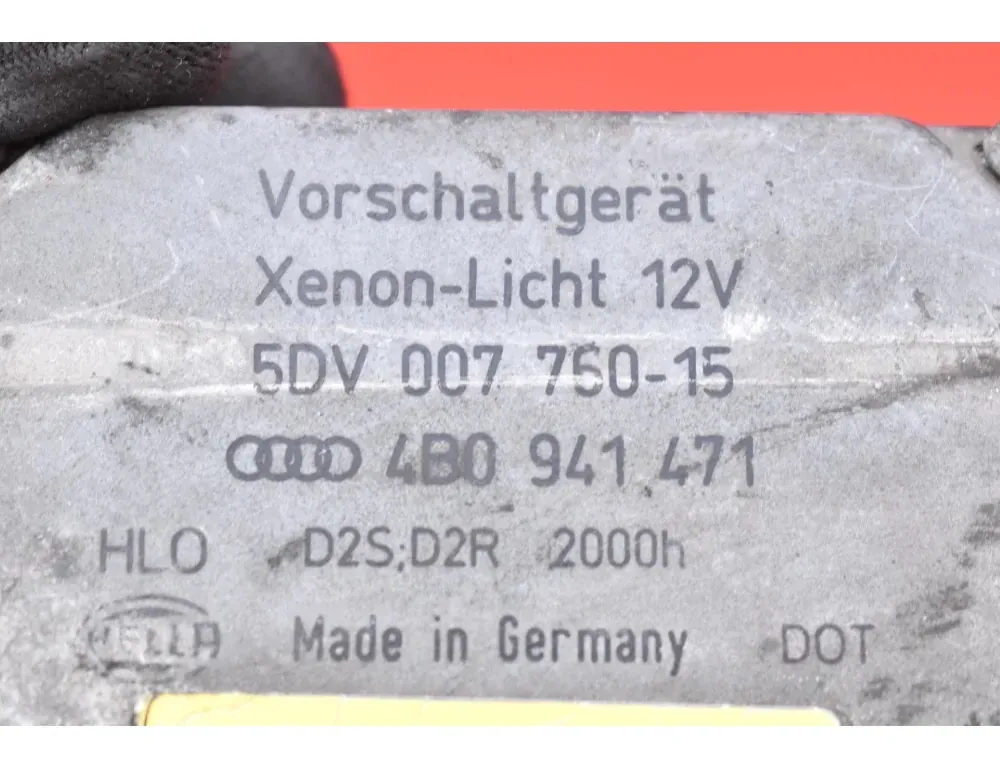 Vorschaltgerät
Xenon-Licht 12V
5DV 007 760-15
4B0 941 471
HLO D2S;D2R 2000h
HELLA Made in Germany DOT